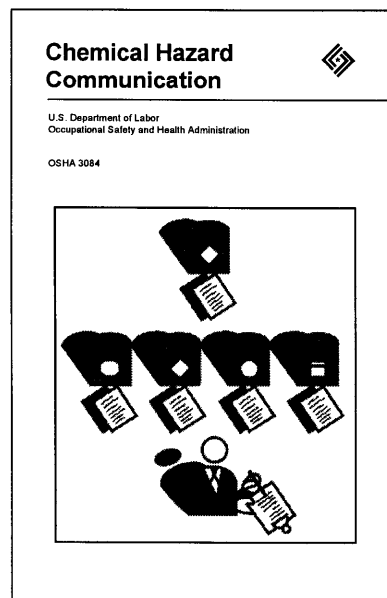 Chemical Hazard
Communication
U.S. Department of Labor
Occupational Safety and Health Administration
OSHA 3084